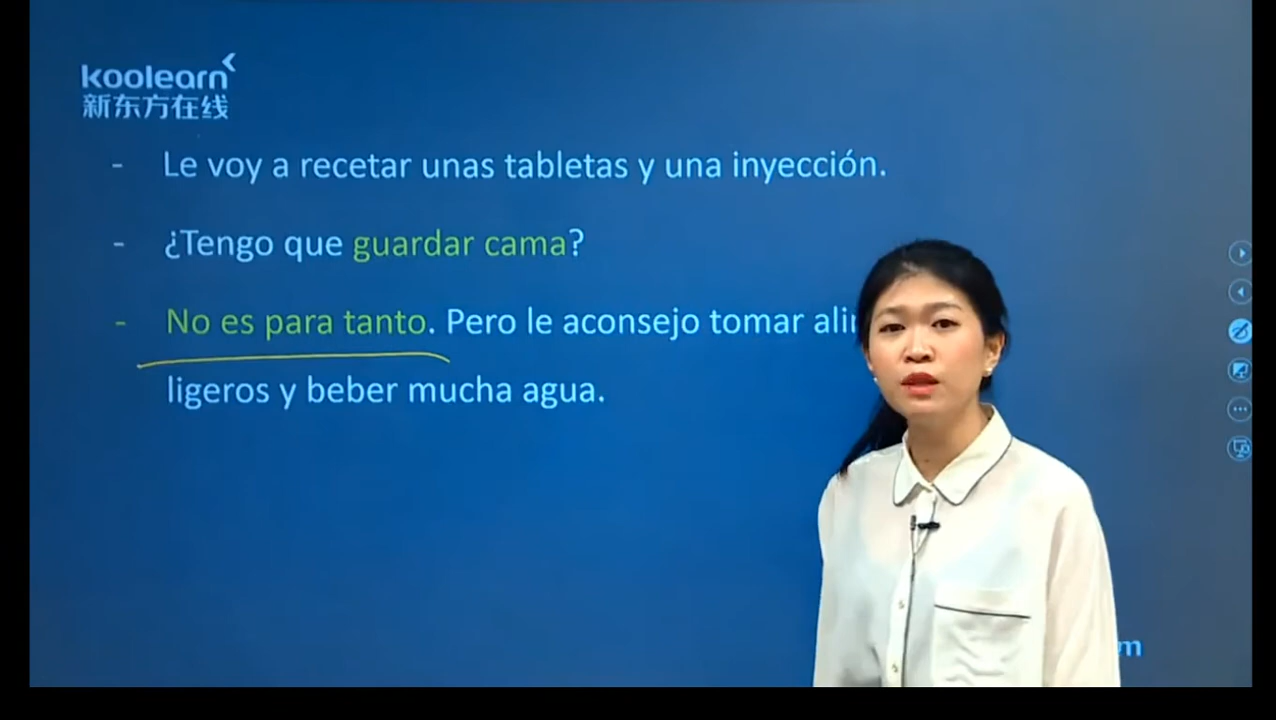 koolearn
新东方在线
- Le voy a recetar unas tabletas y una inyección.
- ¿Tengo que guardar cama?
- No es para tanto. Pero le aconsejo tomar
ligeros y beber mucha agua.